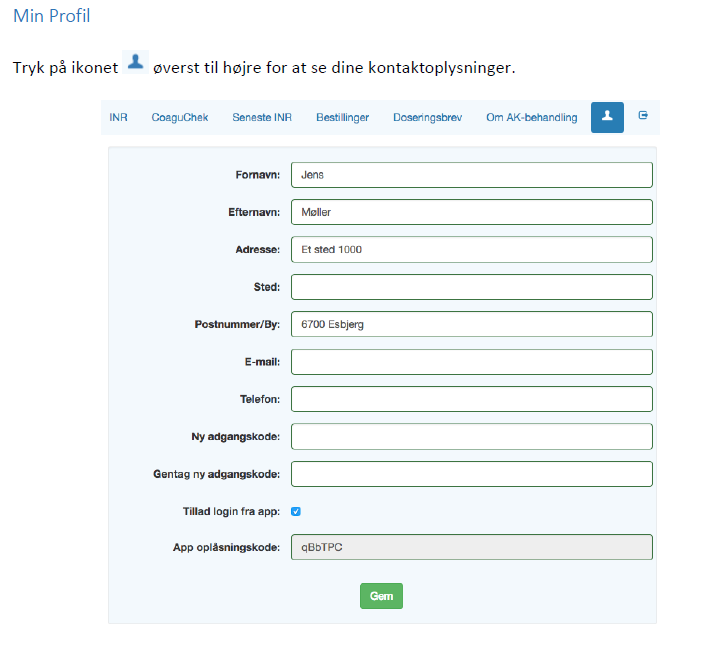 Min Profil
Tryk på ikonet øverst til højre for at se dine kontaktoplysninger.
INR CoaguChek Seneste INR Bestillinger Doseringsbrev Om AK-behandling
Fornavn: Jens
Efternavn: Møller
Adresse: Et sted 1000
Sted:
Postnummer/By: 6700 Esbjerg
E-mail:
Telefon:
Ny adgangskode:
Gentag ny adgangskode:
Tillad login fra app:
App oplåsningskode: qBbTPC
Gem